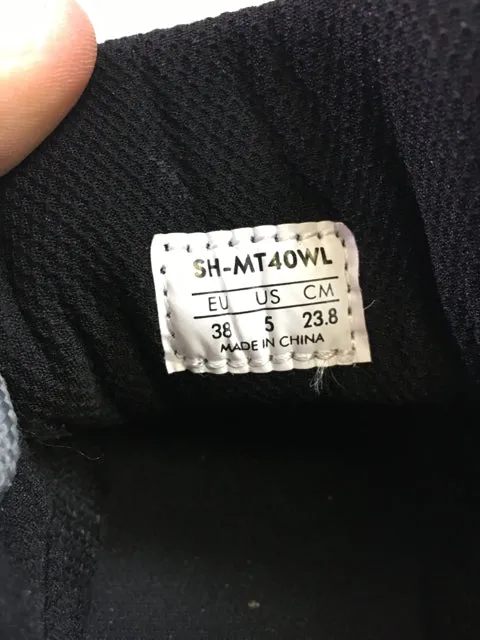 SH-MT40WL
EU US CM
38 5 23.8
MADE IN CHINA